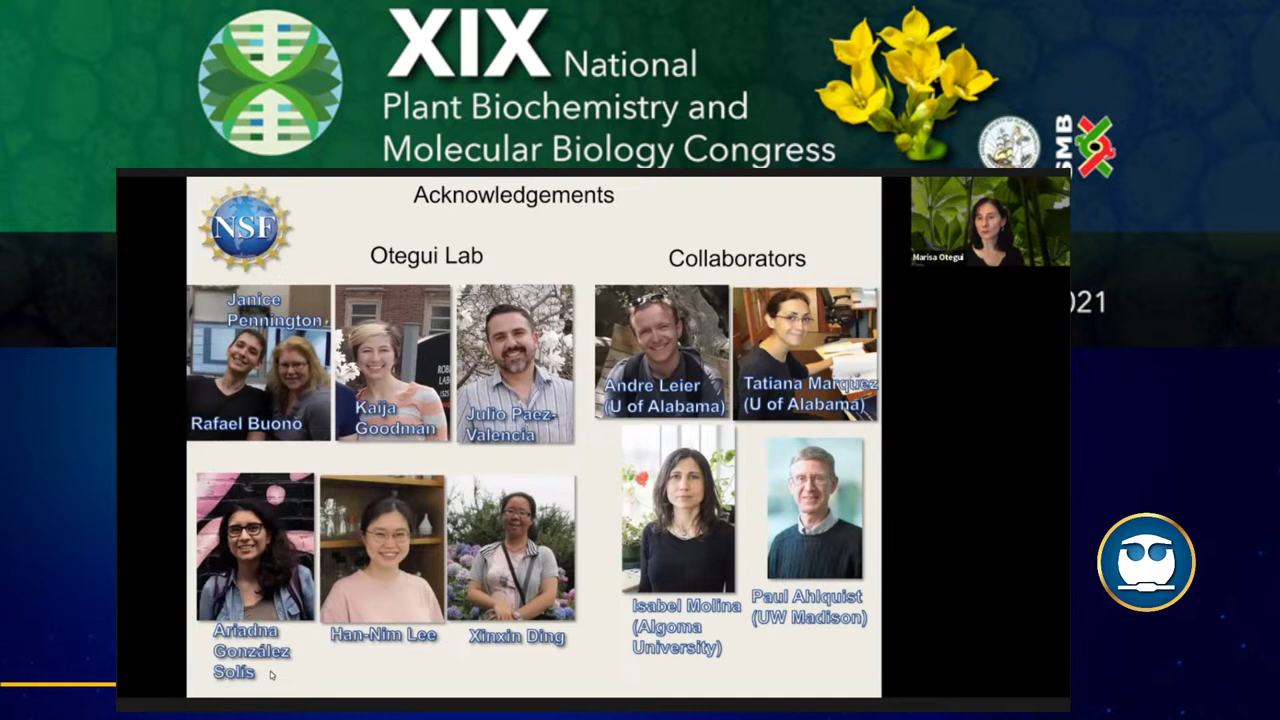 XIX National
Plant Biochemistry and
Molecular Biology Congress
SMB
021
Acknowledgements
NSF
Otegui Lab
Collaborators
Marisa Otegui
Janice
Pennington
Rafael Buono
Kaija
Goodman
Julio Paez-
Valencia
Andre Leier
(U of Alabama)
Tatiana Marquez
(U of Alabama)
Ariadna
González
Solís
Han-Nim Lee
Xinxin Ding
Isabel Molina
(Algoma
University)
Paul Ahlquist
(UW Madison)